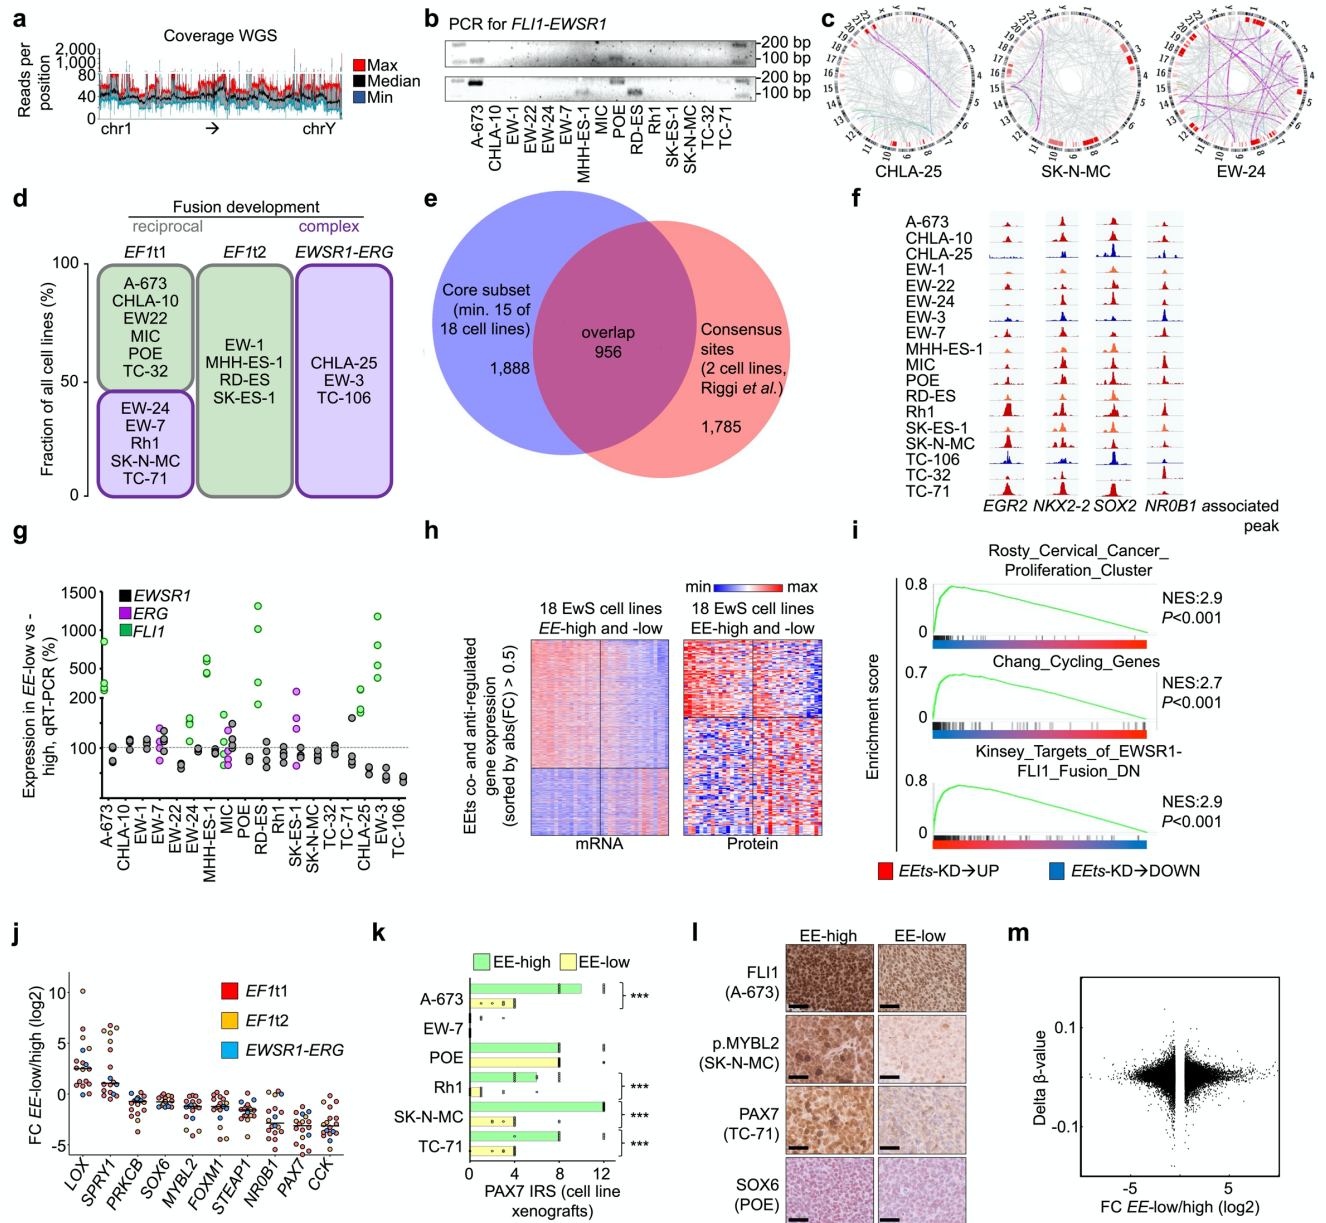 a
Coverage WGS
Reads per
position
2,000
1,000
80
40
0
chr1
→
chrY
Max
Median
Min
b
PCR for FLI1-EWSR1
200 bp
100 bp
200 bp
100 bp
A-673
CHLA-10
EW-1
EW-22
EW-24
EW-7
MHH-ES-1
MIC
POE
RD-ES
Rh1
SK-ES-1
SK-N-MC
TC-32
TC-71
c
CHLA-25
SK-N-MC
EW-24
d
Fusion development
reciprocal
complex
EF1t1
EF1t2
EWSR1-ERG
Fraction of all cell lines (%)
100
50
0
A-673
CHLA-10
EW22
MIC
POE
TC-32
EW-24
EW-7
Rh1
SK-N-MC
TC-71
EW-1
MHH-ES-1
RD-ES
SK-ES-1
CHLA-25
EW-3
TC-106
e
Core subset
(min. 15 of
18 cell lines)
1,888
overlap
956
Consensus
sites
(2 cell lines,
Riggi et al.)
1,785
f
A-673
CHLA-10
CHLA-25
EW-1
EW-22
EW-24
EW-3
EW-7
MHH-ES-1
MIC
POE
RD-ES
Rh1
SK-ES-1
SK-N-MC
TC-106
TC-32
TC-71
EGR2 NKX2-2 SOX2 NR0B1 associated
peak
g
Expression in EE-low vs -
high, qRT-PCR (%)
1500
1000
500
200
100
EWSR1
ERG
FLI1
A-673
CHLA-10
EW-1
EW-7
EW-22
EW-24
MHH-ES-1
MIC
POE
RD-ES
Rh1
SK-ES-1
SK-N-MC
TC-32
TC-71
CHLA-25
EW-3
TC-106
h
min
max
18 EwS cell lines
EE-high and -low
18 EwS cell lines
EE-high and -low
EEts co- and anti-regulated
gene expression
(sorted by abs(FC) > 0.5)
mRNA
Protein
i
Enrichment score
Rosty_Cervical_Cancer_
Proliferation_Cluster
0.8
0
NES:2.9
P<0.001
Chang_Cycling_Genes
0.7
0
NES:2.7
P<0.001
Kinsey_Targets_of_EWSR1-
FLI1_Fusion_DN
0.8
0
NES:2.9
P<0.001
EEts-KD→UP
EEts-KD→DOWN
j
FC EE-low/high (log2)
10
5
0
-5
EF1t1
EF1t2
EWSR1-ERG
LOX
SPRY1
PRKCB
SOX6
MYBL2
FOXM1
STEAP1
NR0B1
PAX7
CCK
k
EE-high
EE-low
A-673
***
EW-7
POE
Rh1
***
SK-N-MC
***
TC-71
***
0
4
8
12
PAX7 IRS (cell line
xenografts)
l
EE-high
EE-low
FLI1
(A-673)
p.MYBL2
(SK-N-MC)
PAX7
(TC-71)
SOX6
(POE)
m
Delta β-value
0.1
-0.1
-5
5
FC EE-low/high (log2)